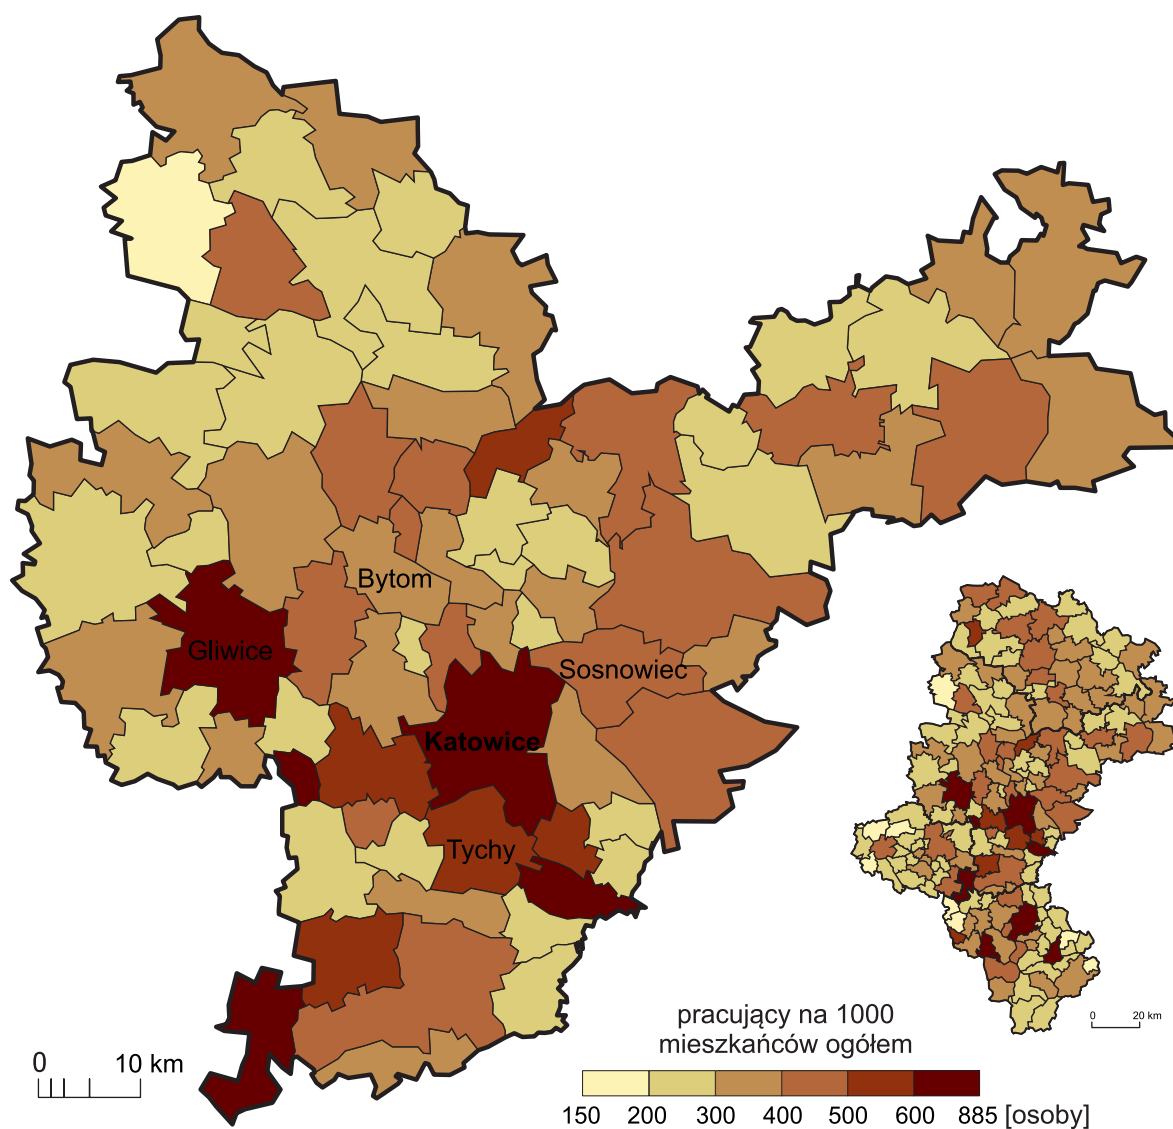 Bytom
Gliwice
Sosnowiec
Katowice
Tychy
0 20 km
pracujący na 1000
mieszkańców ogółem
0 10 km
150 200 300 400 500 600 885 [osoby]